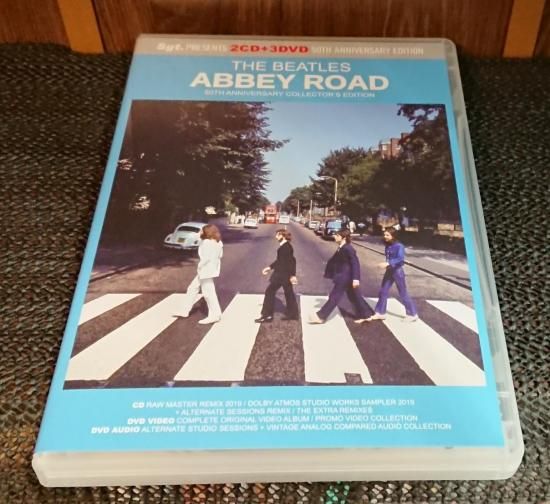 Sgt. PRESENTS 2CD+3DVD 50TH ANNIVERSARY EDITION
THE BEATLES
ABBEY ROAD
50TH ANNIVERSARY COLLECTOR'S EDITION
CD RAW MASTER REMIX 2019 / DOLBY ATMOS STUDIO WORKS SAMPLER 2019
+ ALTERNATE SESSIONS REMIX / THE EXTRA REMIXES
DVD VIDEO COMPLETE ORIGINAL VIDEO ALBUM / PROMO VIDEO COLLECTION
DVD AUDIO ALTERNATE STUDIO SESSIONS + VINTAGE ANALOG COMPARED AUDIO COLLECTION